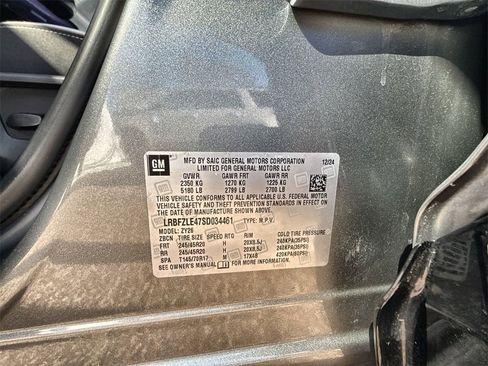 GM
MFD BY SAIC GENERAL MOTORS CORPORATION 12/24
LIMITED FOR GENERAL MOTORS LLC
GVWR GAWR FRT GAWR RR
2350 KG 1270 KG 1225 KG
5180 LB 2799 LB 2700 LB
THIS VEHICLE CONFORMS TO ALL APPLICABLE U.S. FEDERAL MOTOR
VEHICLE SAFETY, BUMPER, AND THEFT PREVENTION STANDARDS IN
EFFECT ON THE DATE OF MANUFACTURE SHOWN ABOVE.
LRBFZLE47SD034461 TYPE: M.P.V.
MODEL: ZY26
ZBCN TIRE SIZE SPEED RTG RIM COLD TIRE PRESSURE
FRT 245/45R20 H 20X8.5J 240KPA(35PSI)
RR 245/45R20 H 20X8.5J 240KPA(35PSI)
SPA T145/70R17 M 17X4B 420KPA(60PSI)
SEE OWNER'S MANUAL FOR MORE INFORMATION.